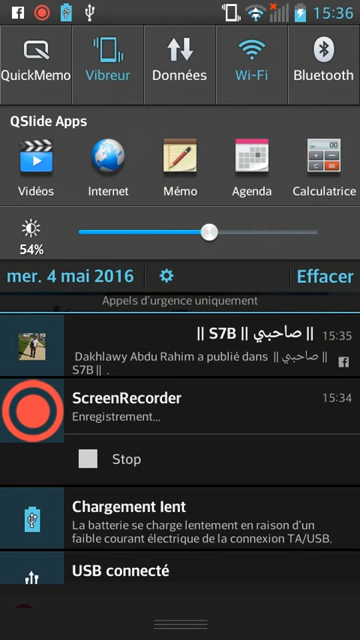 15:36
QuickMemo Vibreur Données Wi-Fi Bluetooth
QSlide Apps
Vidéos Internet Mémo Agenda Calculatrice
54%
mer. 4 mai 2016 Effacer
Appels d'urgence uniquement
|| صاحبي || S7B || 15:35
Dakhlawy Abdu Rahim a publié dans || صاحبي ||
S7B || .
ScreenRecorder 15:34
Enregistrement...
Stop
Chargement lent
La batterie se charge lentement en raison d'un
faible courant électrique de la connexion TA/USB.
USB connecté